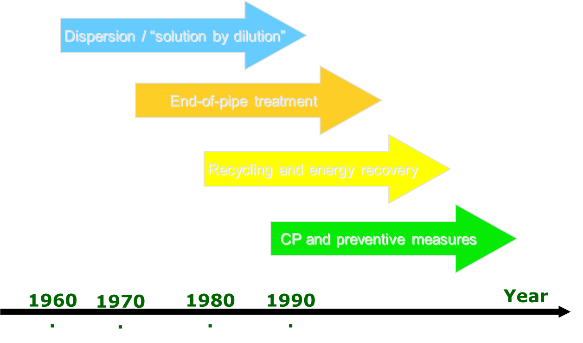 Dispersion / “solution by dilution”
End-of-pipe treatment
Recycling and energy recovery
CP and preventive measures
1960 1970 1980 1990 Year